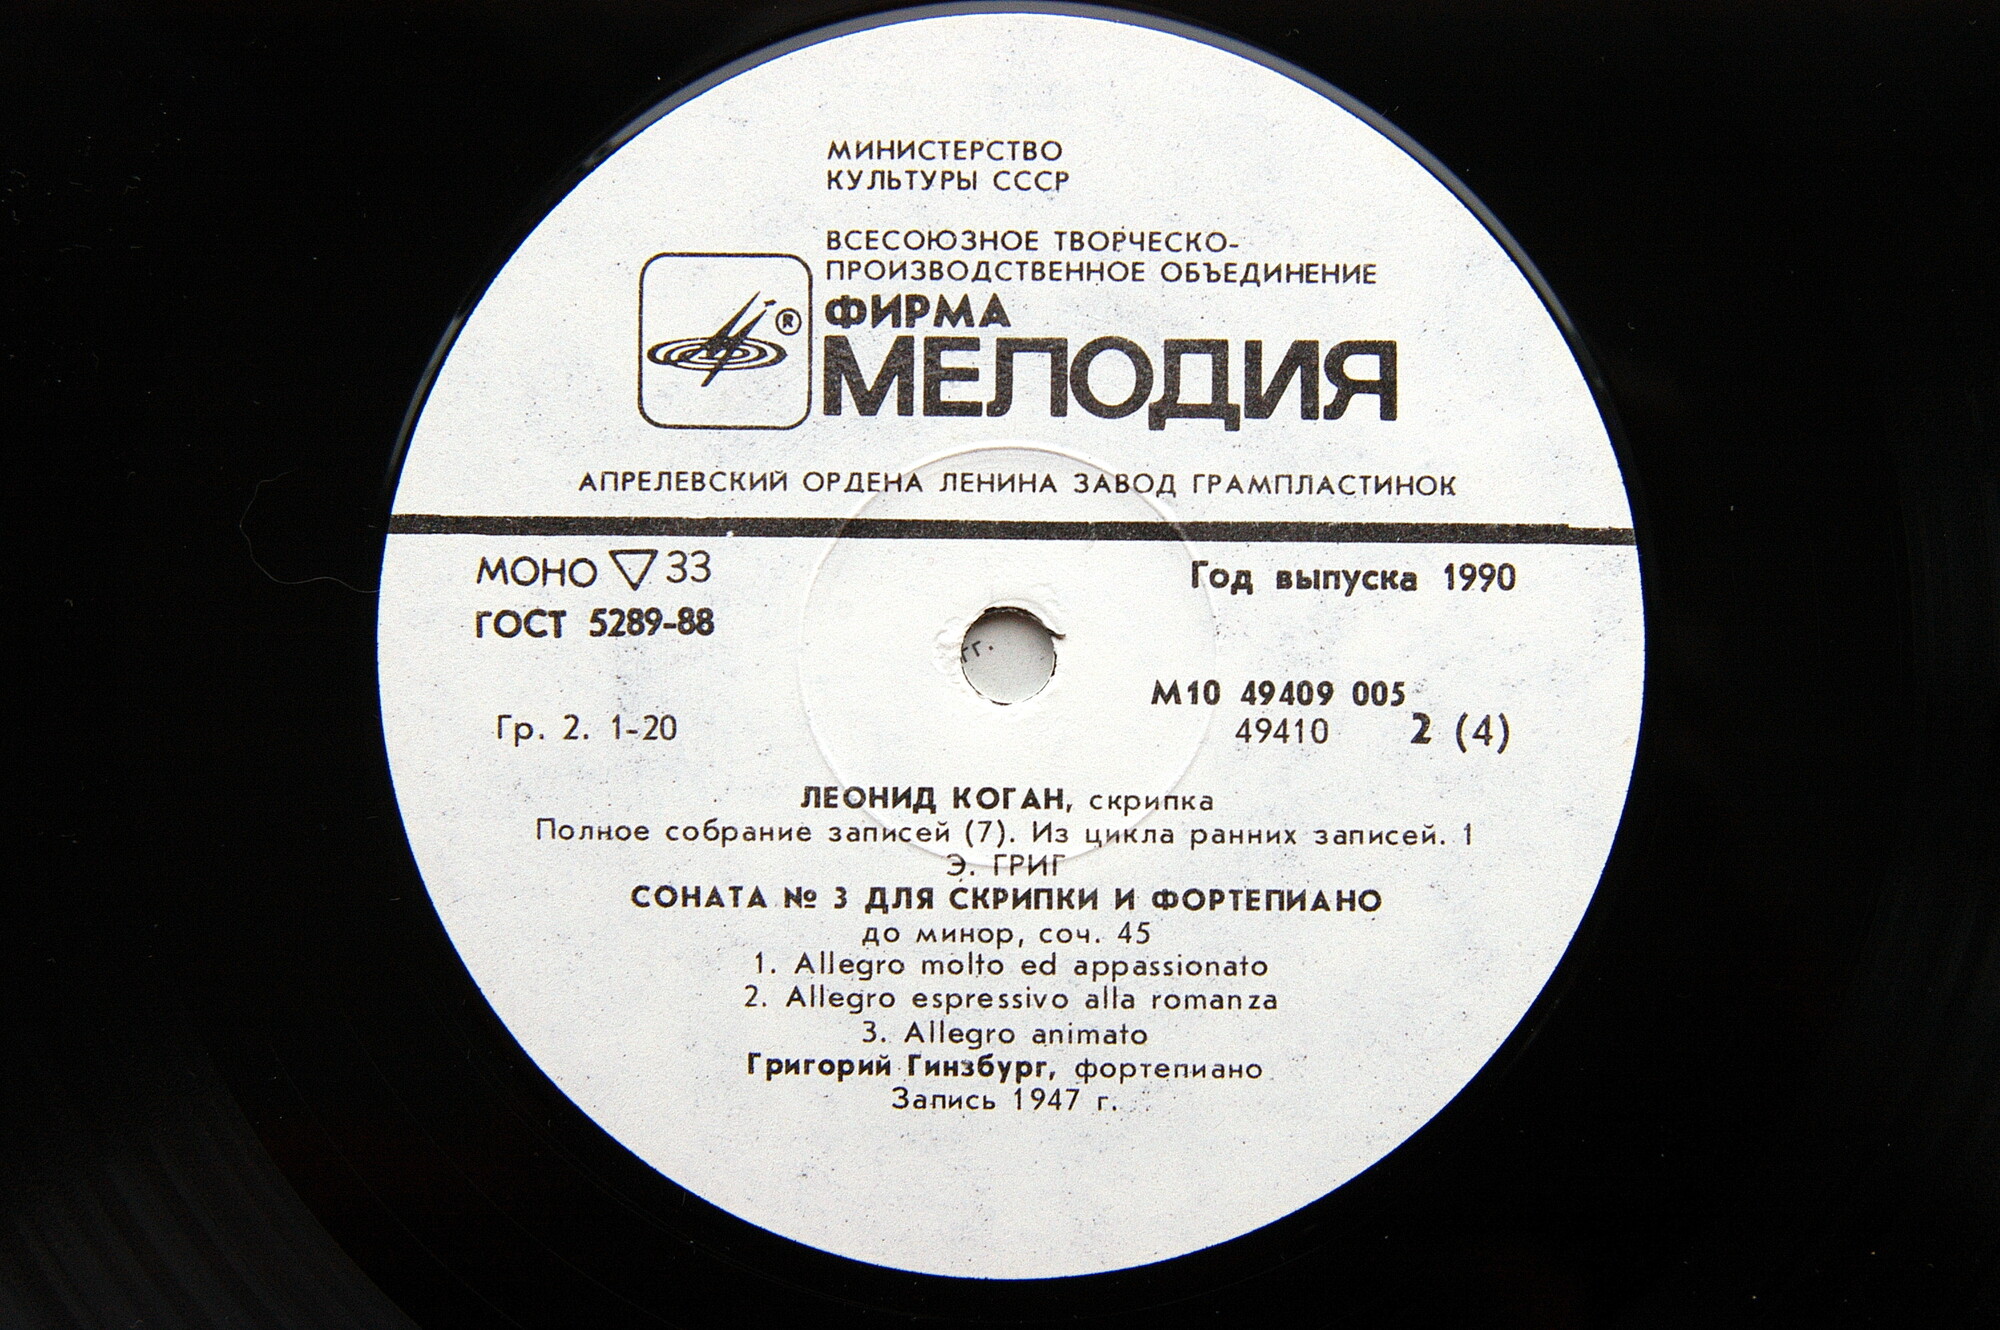 МИНИСТЕРСТВО
КУЛЬТУРЫ СССР
ВСЕСОЮЗНОЕ ТВОРЧЕСКО-
ПРОИЗВОДСТВЕННОЕ ОБЪЕДИНЕНИЕ
®
ФИРМА
МЕЛОДИЯ
АПРЕЛЕВСКИЙ ОРДЕНА ЛЕНИНА ЗАВОД ГРАМПЛАСТИНОК
МОНО ▽ 33
Год выпуска 1990
ГОСТ 5289-88
гг.
М10 49409 005
Гр. 2. 1-20
49410 2 (4)
ЛЕОНИД КОГАН, скрипка
Полное собрание записей (7). Из цикла ранних записей. 1
Э. ГРИГ
СОНАТА № 3 ДЛЯ СКРИПКИ И ФОРТЕПИАНО
до минор, соч. 45
1. Allegro molto ed appassionato
2. Allegro espressivo alla romanza
3. Allegro animato
Григорий Гинзбург, фортепиано
Запись 1947 г.